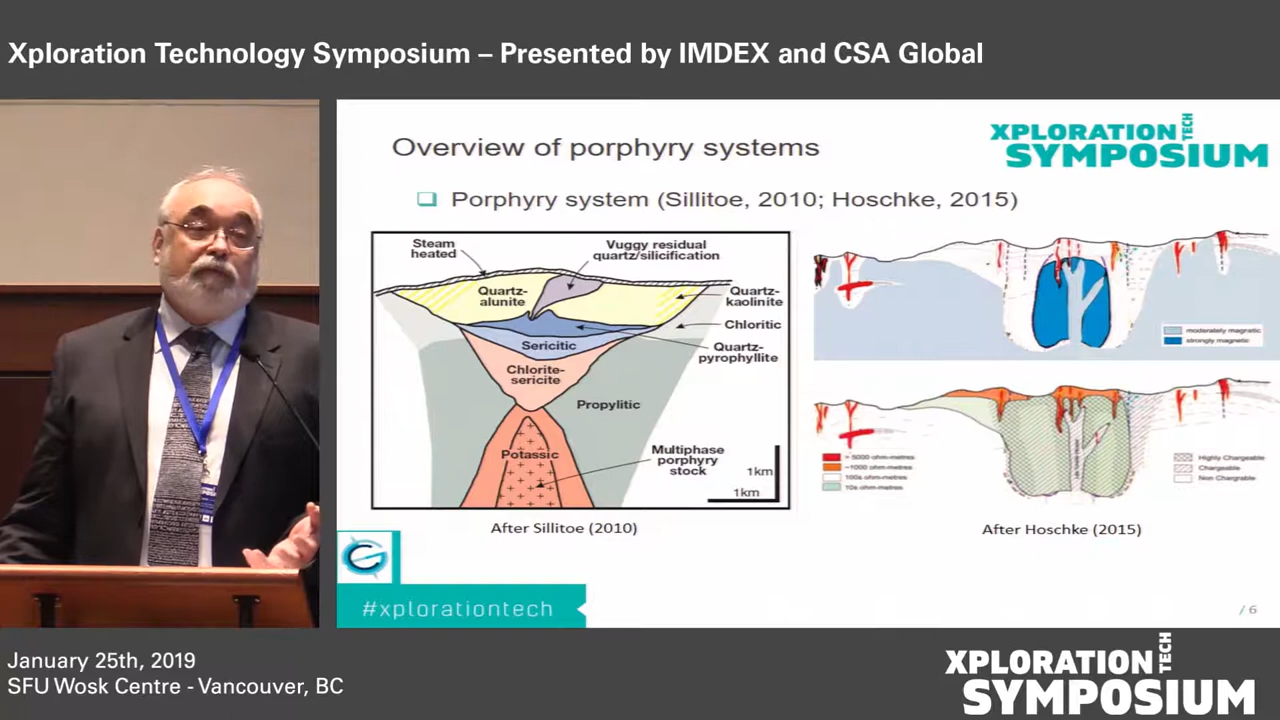 Xploration Technology Symposium – Presented by IMDEX and CSA Global
XPLORATION TECH
SYMPOSIUM
Overview of porphyry systems
Porphyry system (Sillitoe, 2010; Hoschke, 2015)
Steam
heated
Vuggy residual
quartz/silicification
Quartz-
alunite
Quartz-
kaolinite
Chloritic
Sericitic
Quartz-
pyrophyllite
Chlorite-
sericite
Propylitic
Potassic
Multiphase
porphyry
stock
1km
1km
After Sillitoe (2010)
moderately magnetic
strongly magnetic
> 5000 ohm-metres
~1000 ohm-metres
100s ohm-metres
10s ohm-metres
Highly Chargeable
Chargeable
Non Chargrable
After Hoschke (2015)
#xplorationtech
/ 6
January 25th, 2019
SFU Wosk Centre - Vancouver, BC
XPLORATION TECH
SYMPOSIUM